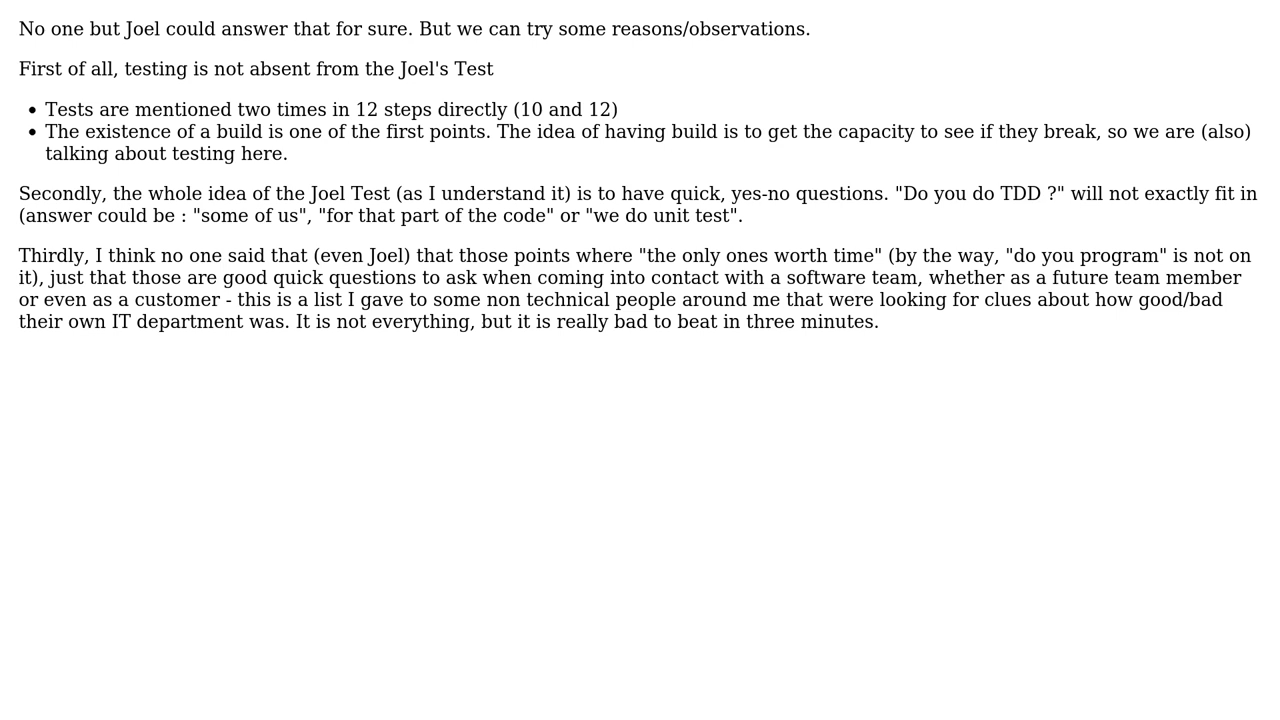 No one but Joel could answer that for sure. But we can try some reasons/observations.
First of all, testing is not absent from the Joel's Test
• Tests are mentioned two times in 12 steps directly (10 and 12)
• The existence of a build is one of the first points. The idea of having build is to get the capacity to see if they break, so we are (also)
talking about testing here.
Secondly, the whole idea of the Joel Test (as I understand it) is to have quick, yes-no questions. "Do you do TDD ?" will not exactly fit in
(answer could be : "some of us", "for that part of the code" or "we do unit test".
Thirdly, I think no one said that (even Joel) that those points where "the only ones worth time" (by the way, "do you program" is not on
it), just that those are good quick questions to ask when coming into contact with a software team, whether as a future team member
or even as a customer - this is a list I gave to some non technical people around me that were looking for clues about how good/bad
their own IT department was. It is not everything, but it is really bad to beat in three minutes.